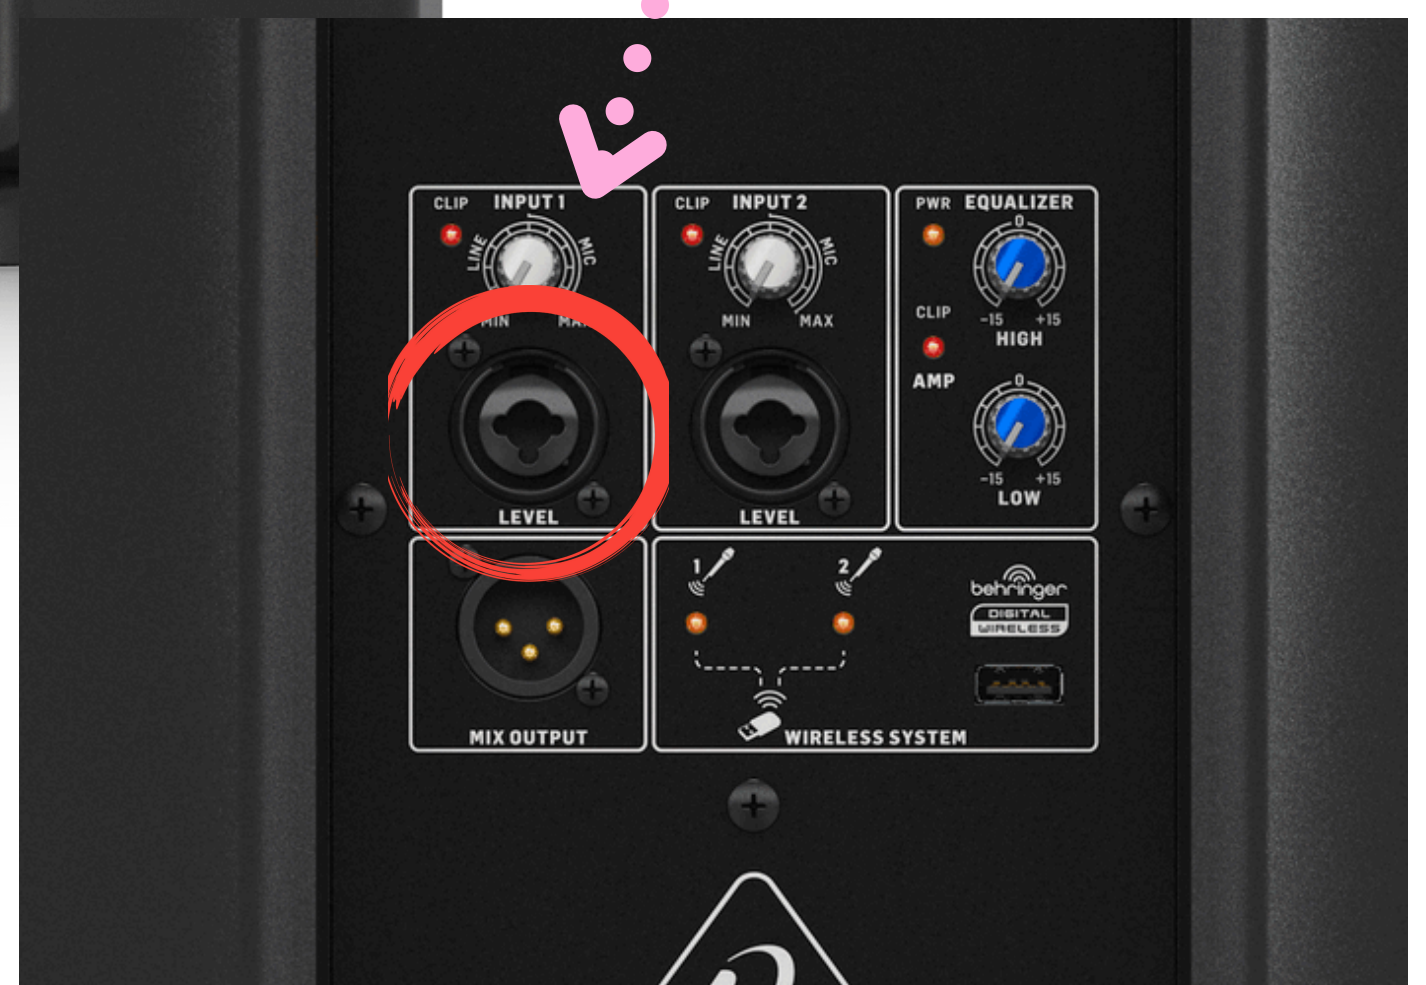 CLIP INPUT 1
LINE MIC
MIN MAX
LEVEL
CLIP INPUT 2
LINE MIC
MIN MAX
LEVEL
PWR EQUALIZER
0
-15 +15
HIGH
CLIP
AMP
0
-15 +15
LOW
MIX OUTPUT
1 2
behringer
DIGITAL
WIRELESS
WIRELESS SYSTEM